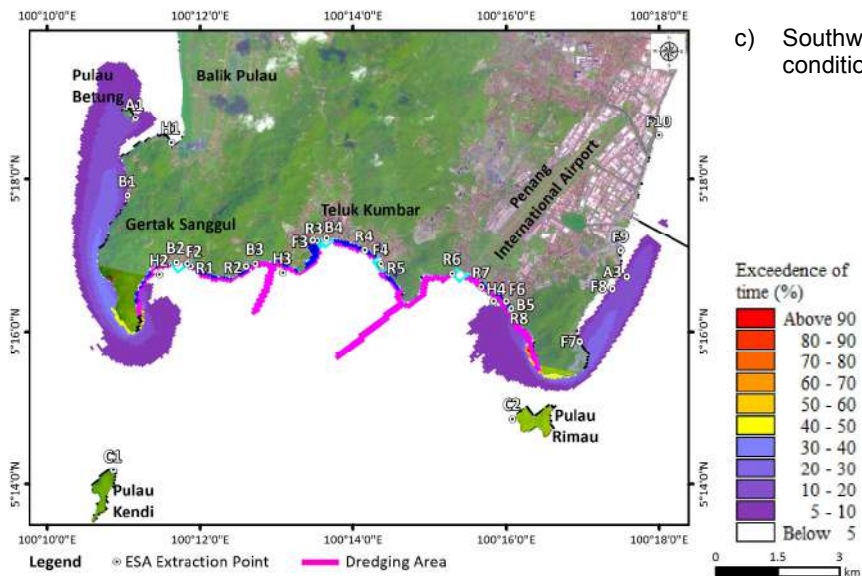 100°10'0"E 100°12'0"E 100°14'0"E 100°16'0"E 100°18'0"E
c) Southw
conditio
Pulau
Betung
Balik Pulau
A1
H1
F10
5°18'0"N
5°18'0"N
B1
Penang
International Airport
Gertak Sanggul
Teluk Kumbar
B2 F2
H2 R1 R2 B3 H3
F3 R3 B4 R4
F4
R5
R6 R7
H4 F6
B5
R8
F9
A3
F8
F7
5°16'0"N
5°16'0"N
C2
Pulau
Rimau
C1
Pulau
Kendi
5°14'0"N
5°14'0"N
Exceedence of
time (%)
Above 90
80 - 90
70 - 80
60 - 70
50 - 60
40 - 50
30 - 40
20 - 30
10 - 20
5 - 10
Below 5
100°10'0"E 100°12'0"E 100°14'0"E 100°16'0"E 100°18'0"E
Legend ESA Extraction Point Dredging Area
0 1.5 3
km